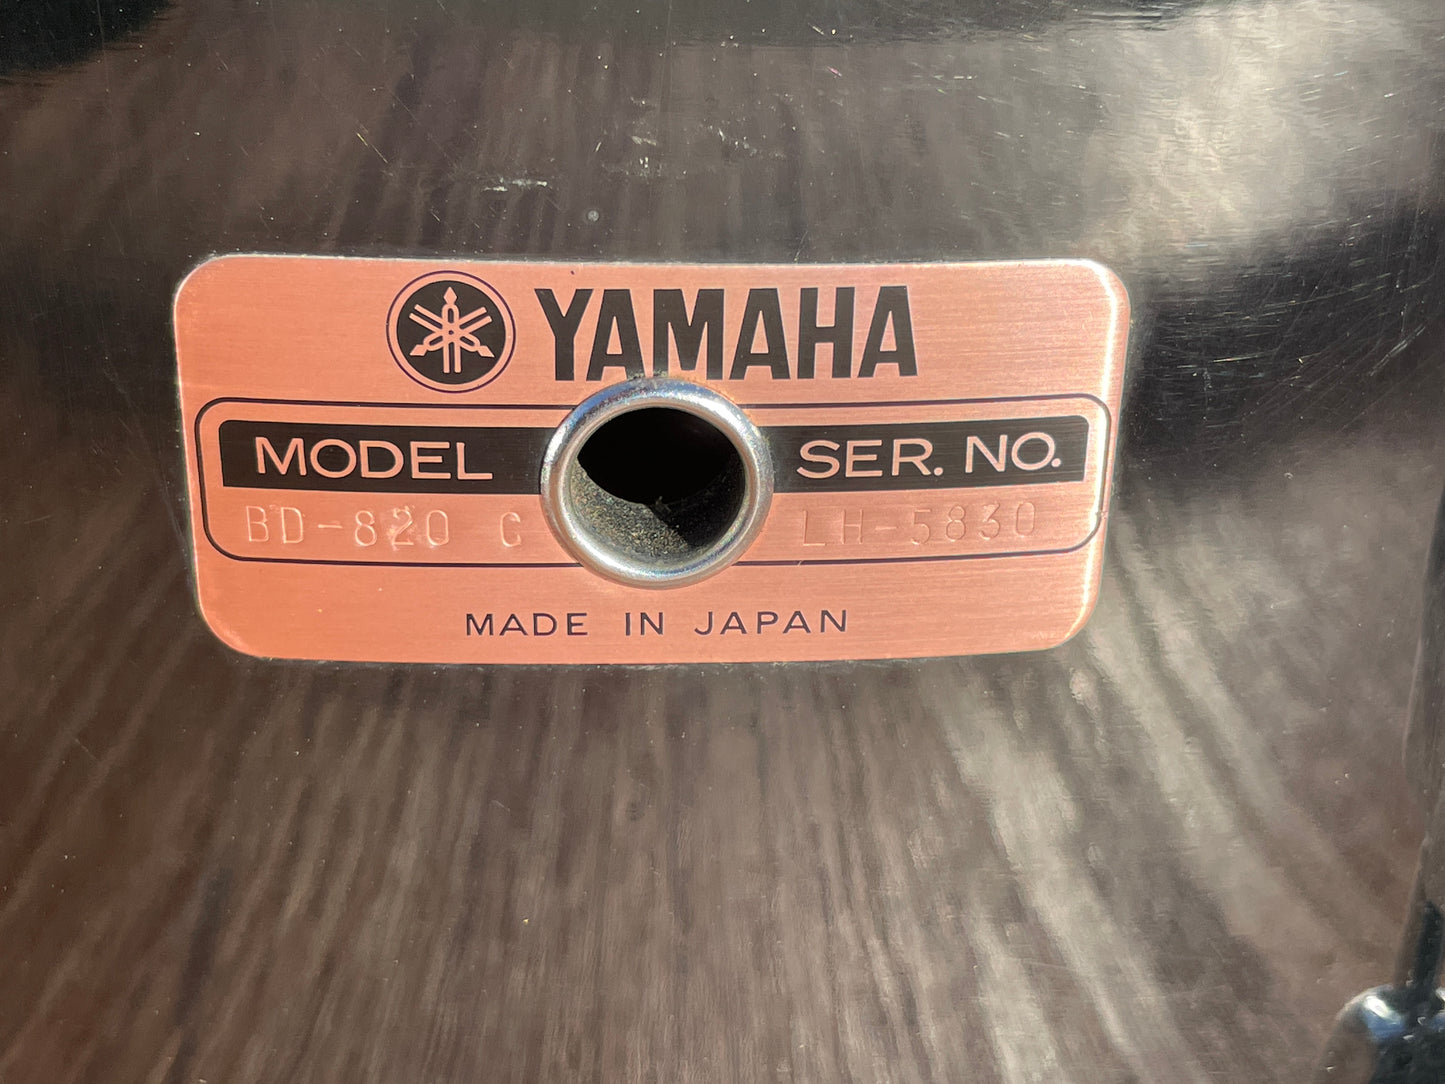 YAMAHA
MODEL SER. NO.
BD-820 C LH-5830
MADE IN JAPAN